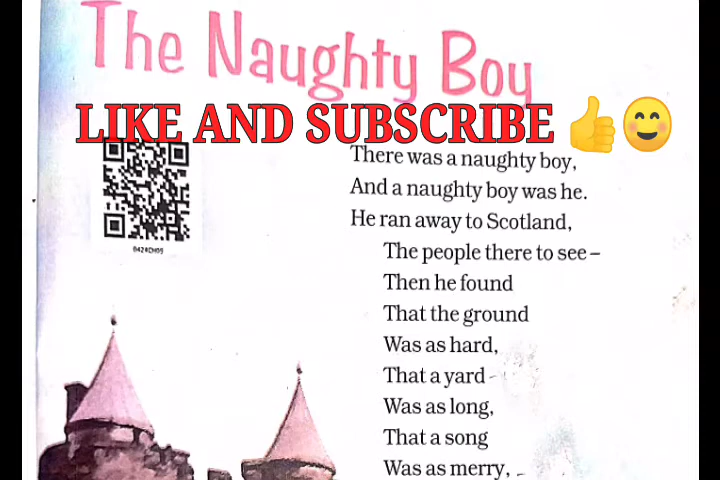 The Naughty Boy
LIKE AND SUBSCRIBE 👍😊
There was a naughty boy,
And a naughty boy was he.
He ran away to Scotland,
The people there to see –
Then he found
That the ground
Was as hard,
That a yard
Was as long,
That a song
Was as merry,
0424CH09